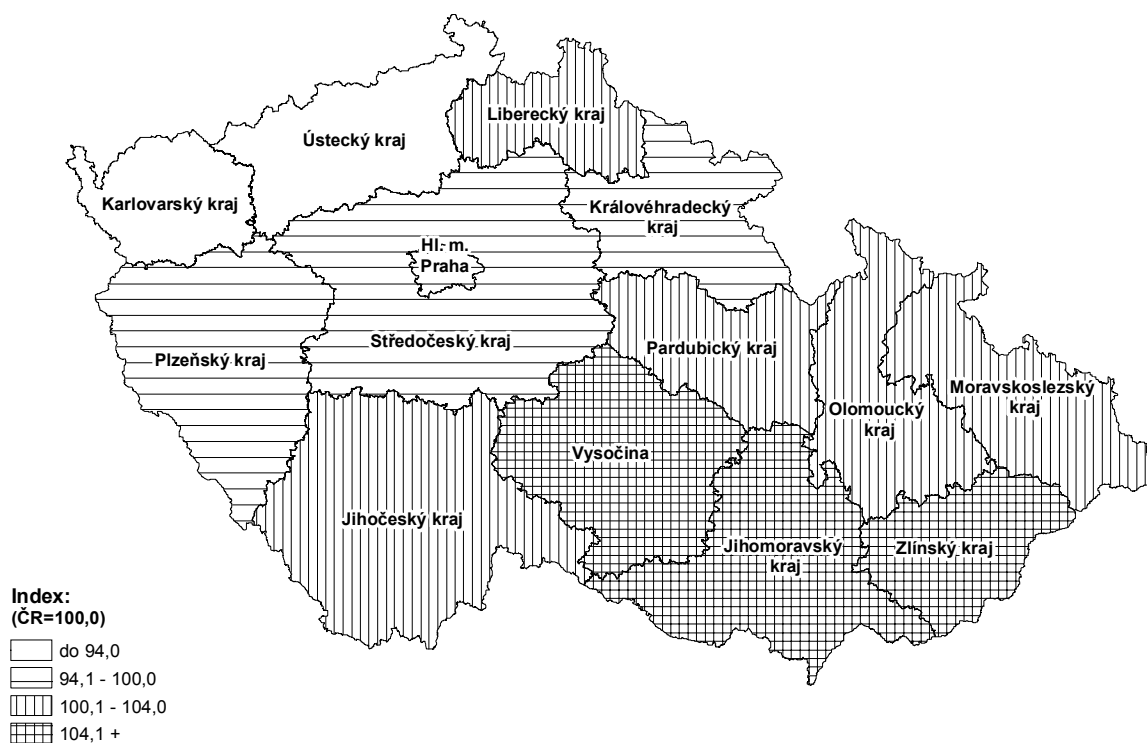 Liberecký kraj
Ústecký kraj
Karlovarský kraj
Královéhradecký
kraj
Hl. m.
Praha
Středočeský kraj
Plzeňský kraj
Pardubický kraj
Moravskoslezský
kraj
Olomoucký
kraj
Vysočina
Jihočeský kraj
Jihomoravský
kraj
Zlínský kraj
Index:
(ČR=100,0)
do 94,0
94,1 - 100,0
100,1 - 104,0
104,1 +